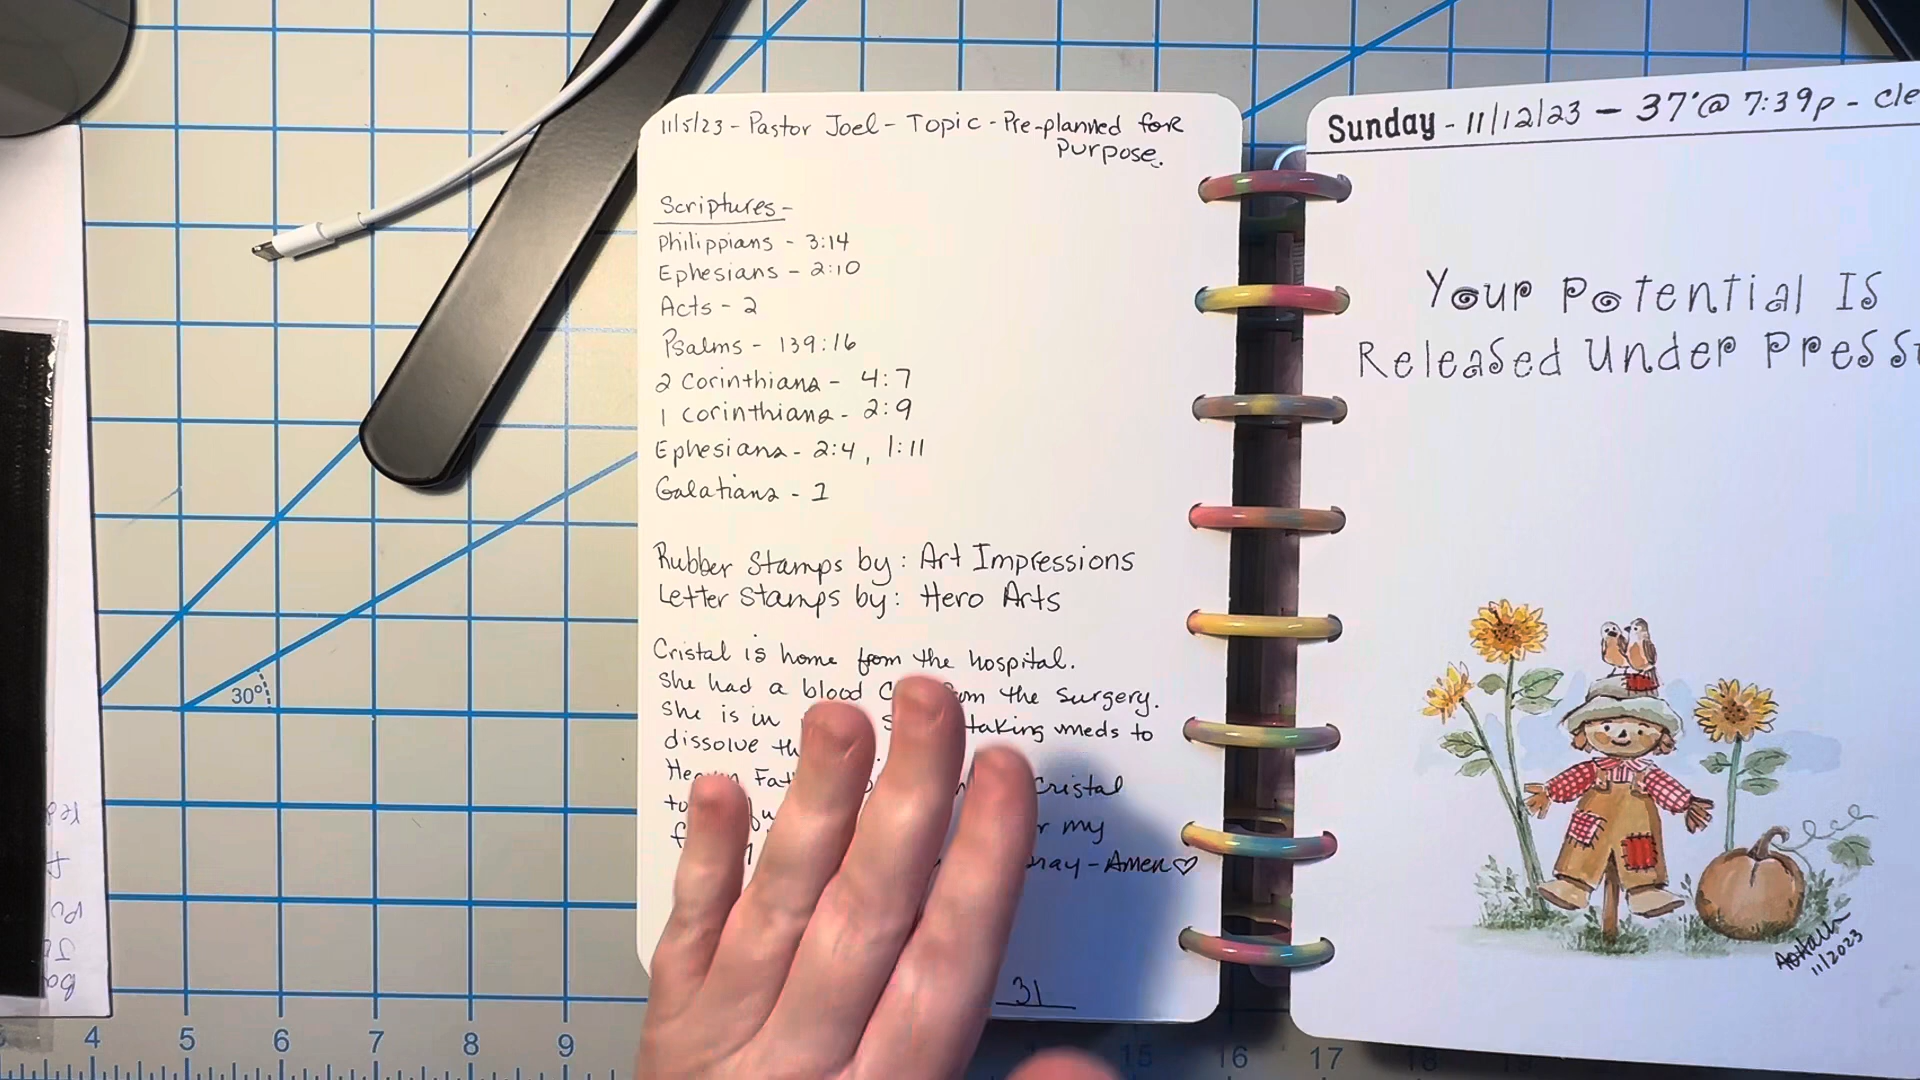 11/5/23 - Pastor Joel - Topic - Pre-planned for
Purpose.
Scriptures -
Philippians - 3:14
Ephesians - 2:10
Acts - 2
Psalms - 139:16
2 Corinthians - 4:7
1 Corinthians - 2:9
Ephesians - 2:4, 1:11
Galatians - 1
Rubber Stamps by: Art Impressions
Letter Stamps by: Hero Arts
Cristal is home from the hospital.
She had a blood the surgery.
She is in taking meds to
dissolve
Cristal
my
Amen♡
31
Sunday - 11/12/23 - 37°@ 7:39p -
Your Potential Is
Released Under
11/2023
30°
4 5 6 7 8 9 15 16 17 18